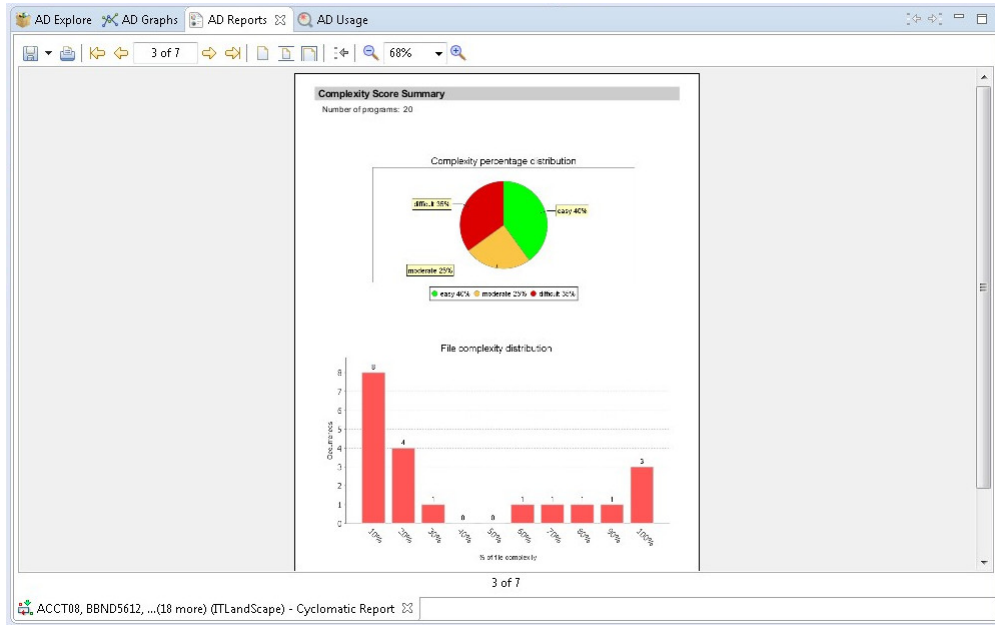 AD Explore AD Graphs AD Reports AD Usage
3 of 7 68%
Complexity Score Summary
Number of programs: 20
Complexity percentage distribution
difficult 35%
easy 40%
moderate 25%
easy 40% moderate 25% difficult 35%
File complexity distribution
8
8
7
6
5
4
4
3
3
2
1
1 0 0 1 1 1 1
0
Occurrences
10% 20% 30% 40% 50% 60% 70% 80% 90% 100%
% of file complexity
3 of 7
ACCT08, BBND5612, ...(18 more) (ITLandScape) - Cyclomatic Report